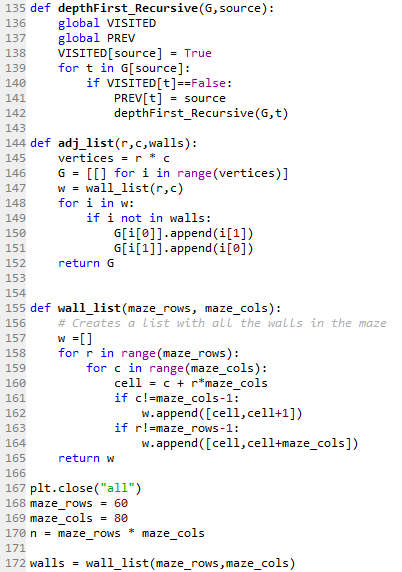 135 def depthFirst_Recursive(G,source):
136     global VISITED
137     global PREV
138     VISITED[source] = True
139     for t in G[source]:
140         if VISITED[t]==False:
141             PREV[t] = source
142             depthFirst_Recursive(G,t)
143
144 def adj_list(r,c,walls):
145     vertices = r * c
146     G = [[] for i in range(vertices)]
147     w = wall_list(r,c)
148     for i in w:
149         if i not in walls:
150             G[i[0]].append(i[1])
151             G[i[1]].append(i[0])
152     return G
153
154
155 def wall_list(maze_rows, maze_cols):
156     # Creates a list with all the walls in the maze
157     w =[]
158     for r in range(maze_rows):
159         for c in range(maze_cols):
160             cell = c + r*maze_cols
161             if c!=maze_cols-1:
162                 w.append([cell,cell+1])
163             if r!=maze_rows-1:
164                 w.append([cell,cell+maze_cols])
165     return w
166
167 plt.close("all")
168 maze_rows = 60
169 maze_cols = 80
170 n = maze_rows * maze_cols
171
172 walls = wall_list(maze_rows,maze_cols)